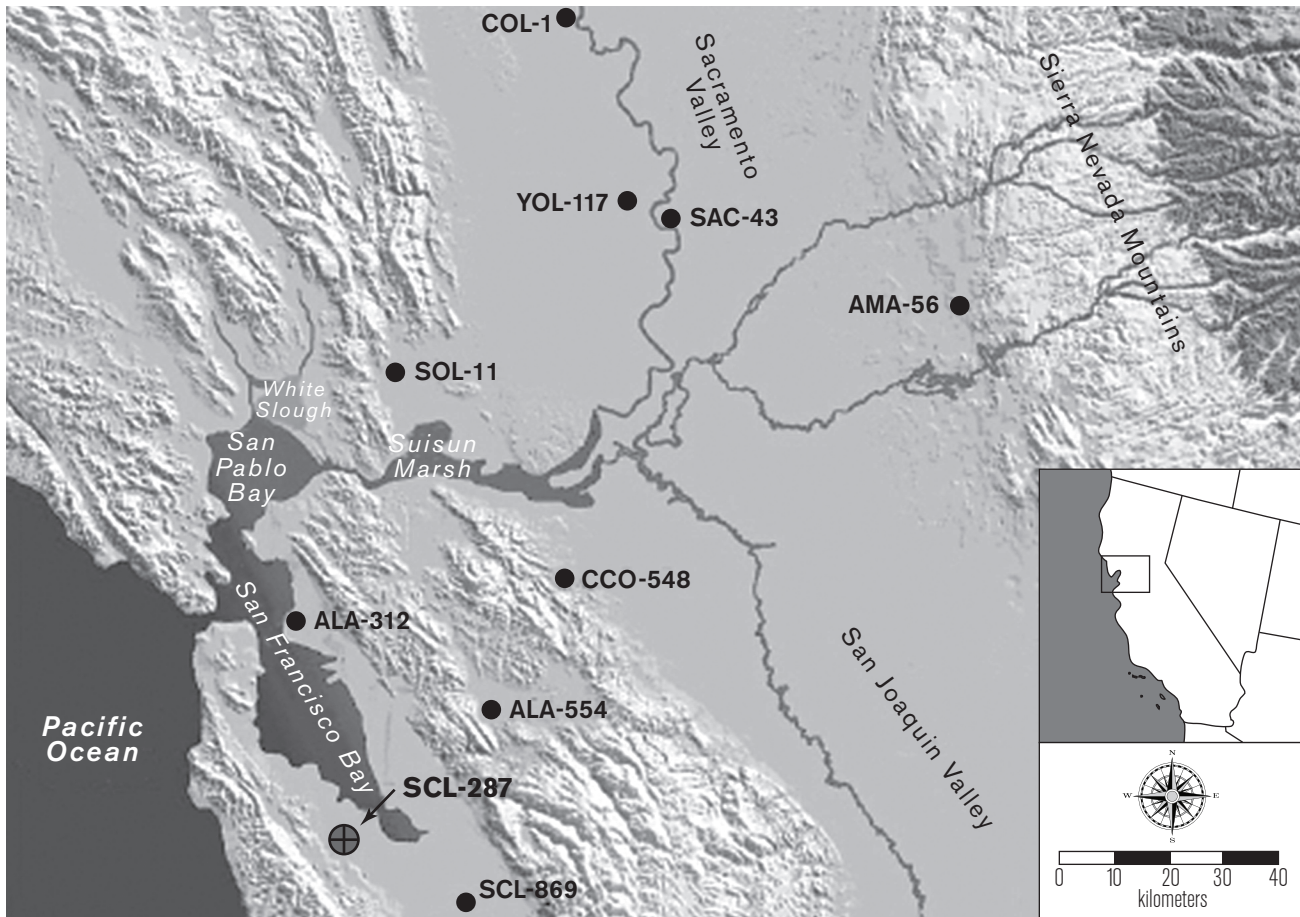 COL-1
Sacramento
Valley
Sierra Nevada Mountains
YOL-117
SAC-43
AMA-56
SOL-11
White
Slough
San
Pablo
Bay
Suisun
Marsh
CCO-548
ALA-312
San Francisco Bay
San Joaquin Valley
ALA-554
Pacific
Ocean
SCL-287
SCL-869
N
W E
S
0 10 20 30 40
kilometers